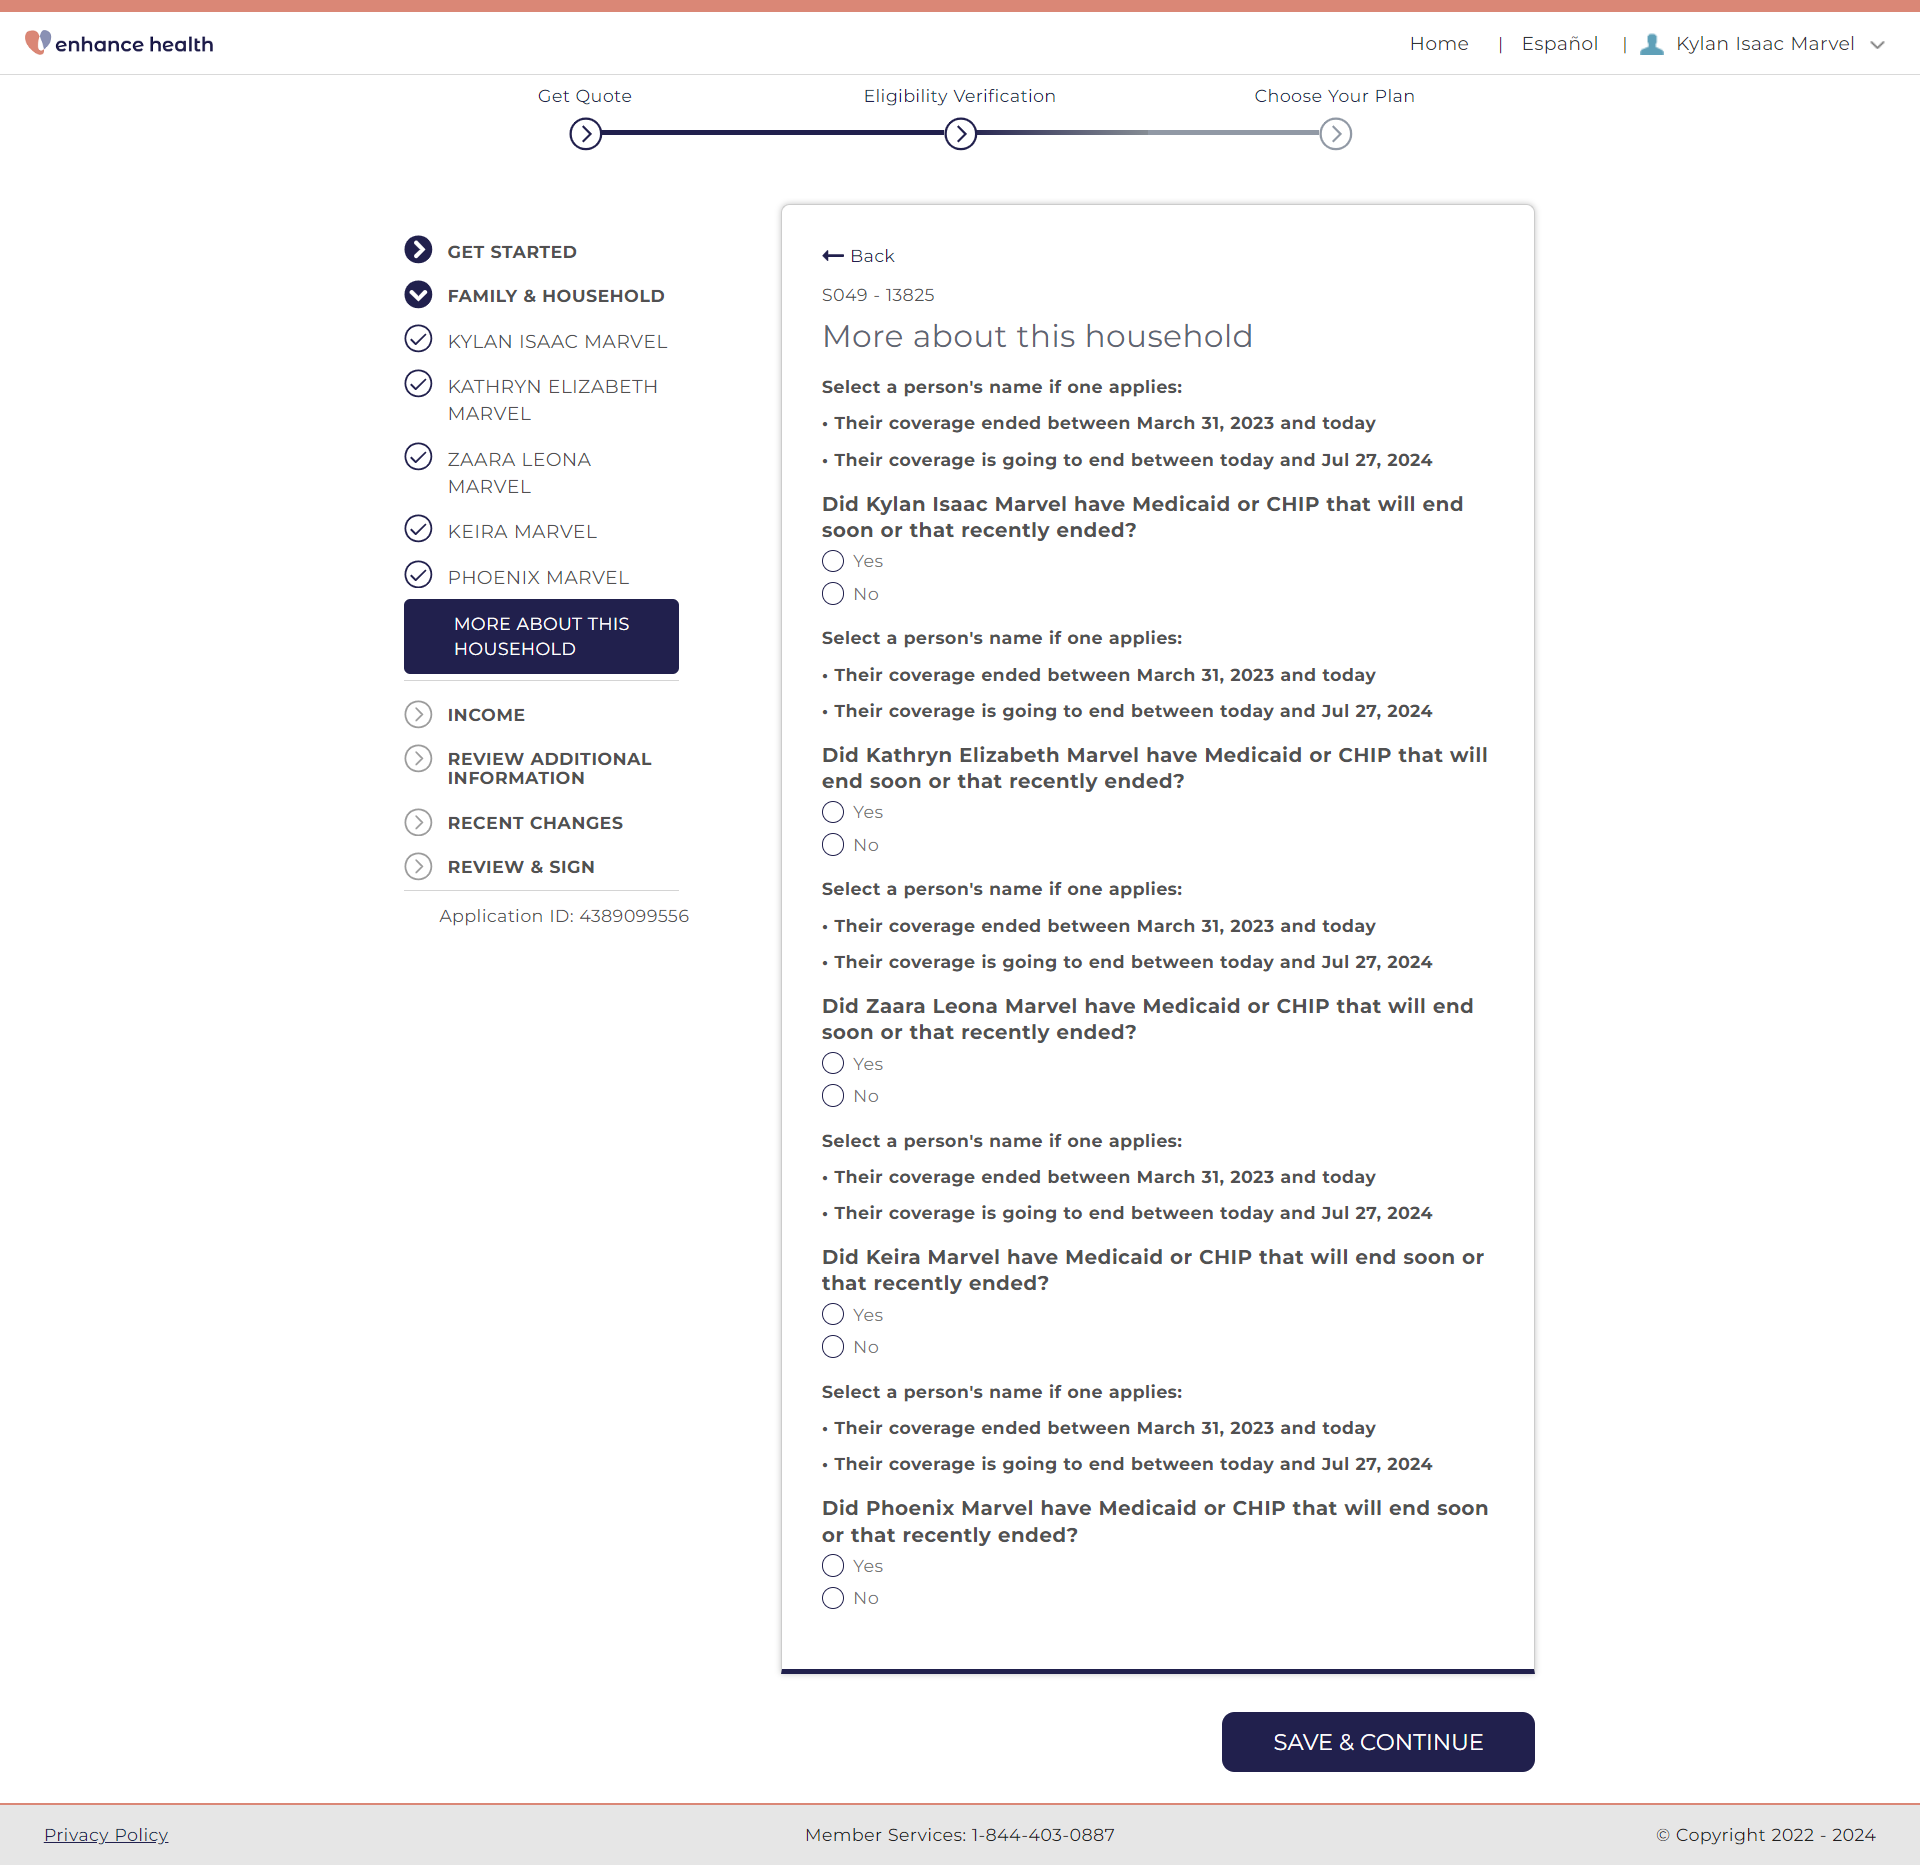 enhance health
Home | Español | Kylan Isaac Marvel
Get Quote
Eligibility Verification
Choose Your Plan
GET STARTED
FAMILY & HOUSEHOLD
KYLAN ISAAC MARVEL
KATHRYN ELIZABETH
MARVEL
ZAARA LEONA
MARVEL
KEIRA MARVEL
PHOENIX MARVEL
MORE ABOUT THIS
HOUSEHOLD
INCOME
REVIEW ADDITIONAL
INFORMATION
RECENT CHANGES
REVIEW & SIGN
Application ID: 4389099556
Back
S049 - 13825
More about this household
Select a person's name if one applies:
• Their coverage ended between March 31, 2023 and today
• Their coverage is going to end between today and Jul 27, 2024
Did Kylan Isaac Marvel have Medicaid or CHIP that will end
soon or that recently ended?
Yes
No
Select a person's name if one applies:
• Their coverage ended between March 31, 2023 and today
• Their coverage is going to end between today and Jul 27, 2024
Did Kathryn Elizabeth Marvel have Medicaid or CHIP that will
end soon or that recently ended?
Yes
No
Select a person's name if one applies:
• Their coverage ended between March 31, 2023 and today
• Their coverage is going to end between today and Jul 27, 2024
Did Zaara Leona Marvel have Medicaid or CHIP that will end
soon or that recently ended?
Yes
No
Select a person's name if one applies:
• Their coverage ended between March 31, 2023 and today
• Their coverage is going to end between today and Jul 27, 2024
Did Keira Marvel have Medicaid or CHIP that will end soon or
that recently ended?
Yes
No
Select a person's name if one applies:
• Their coverage ended between March 31, 2023 and today
• Their coverage is going to end between today and Jul 27, 2024
Did Phoenix Marvel have Medicaid or CHIP that will end soon
or that recently ended?
Yes
No
SAVE & CONTINUE
Privacy Policy
Member Services: 1-844-403-0887
© Copyright 2022 - 2024